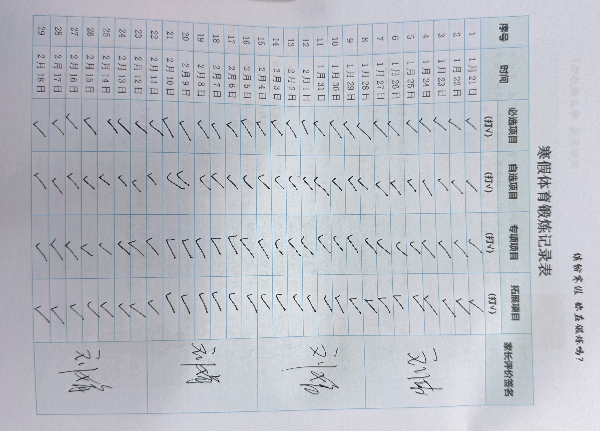 缤纷寒假 你在锻炼吗?
寒假体育锻炼记录表
序号 时间 必选项目(打√) 自选项目(打√) 专项项目(打√) 拓展项目(打√) 家长评价签名
1 1月21日 √ √ √ √
2 1月22日 √ √ √ √
3 1月23日 √ √ √ √
4 1月24日 √ √ √ √
5 1月25日 √ √ √ √
6 1月26日 √ √ √ √
7 1月27日 √ √ √ √
8 1月28日 √ √ √ √
9 1月29日 √ √ √ √
10 1月30日 √ √ √ √
11 1月31日 √ √ √ √
12 2月1日 √ √ √ √
13 2月2日 √ √ √ √
14 2月3日 √ √ √ √
15 2月4日 √ √ √ √
16 2月5日 √ √ √ √
17 2月6日 √ √ √ √
18 2月7日 √ √ √ √
19 2月8日 √ √ √ √
20 2月9日 √ √ √ √
21 2月10日 √ √ √ √
22 2月11日 √ √ √ √
23 2月12日 √ √ √ √
24 2月13日 √ √ √ √
25 2月14日 √ √ √ √
26 2月15日 √ √ √ √
27 2月16日 √ √ √ √
28 2月17日 √ √ √ √
29 2月18日 √ √ √ √